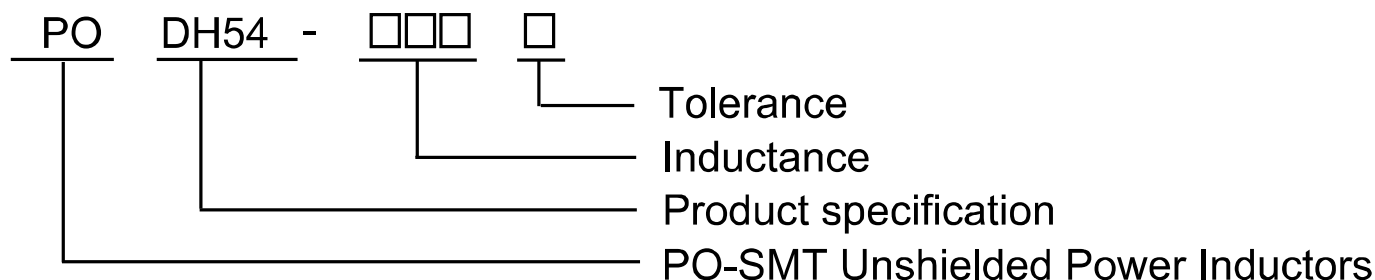 PO DH54 - □□□ □
Tolerance
Inductance
Product specification
PO-SMT Unshielded Power Inductors